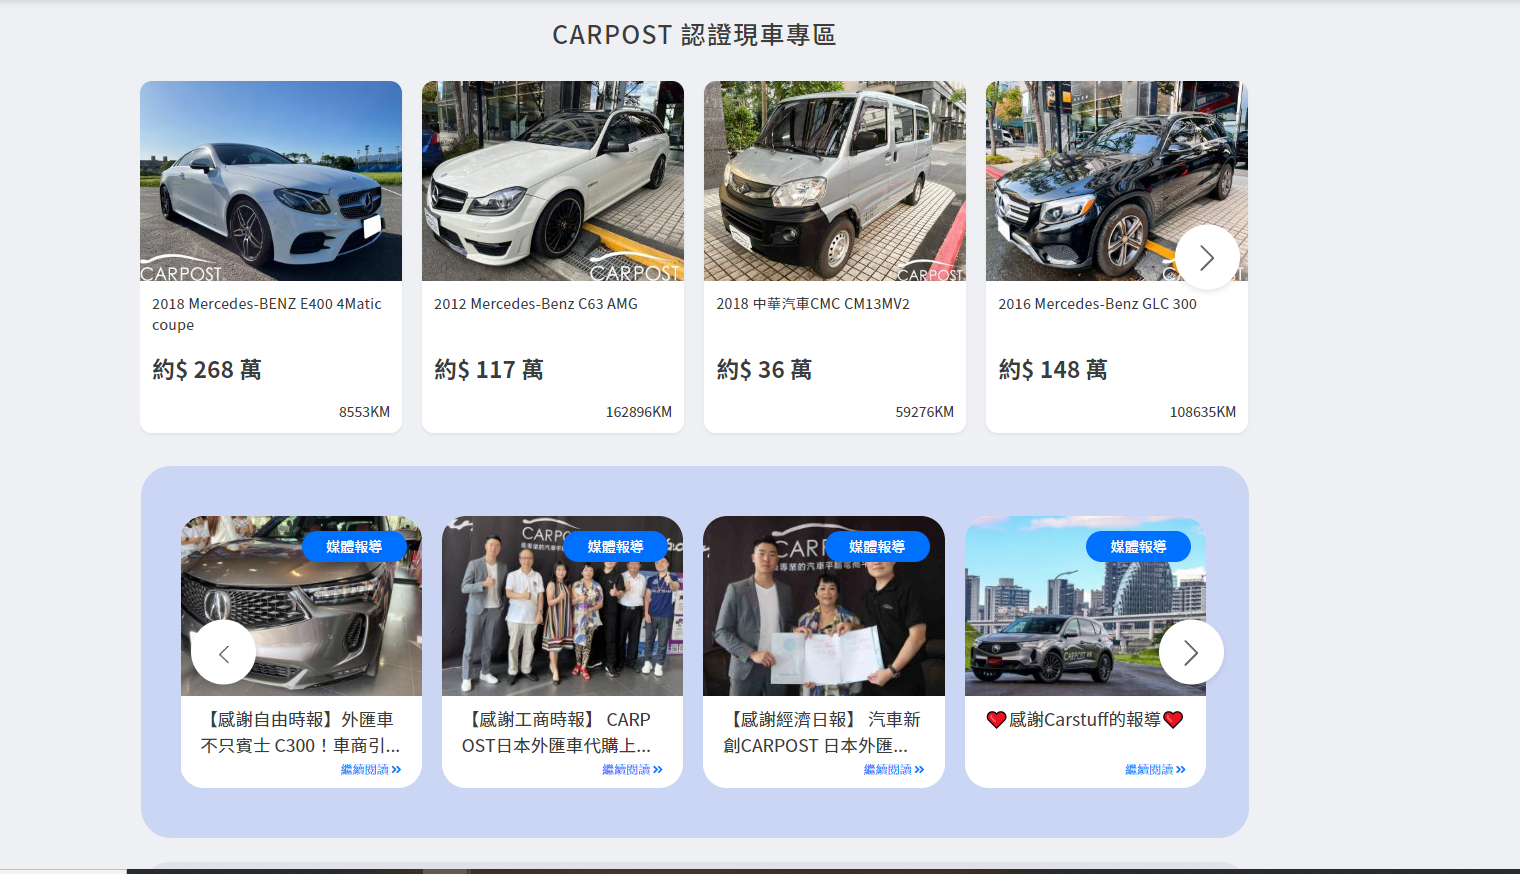 CARPOST 認證現車專區
CARPOST
CARPOST
CARPOST
2018 Mercedes-BENZ E400 4Matic
coupe
約$ 268 萬
8553KM
2012 Mercedes-Benz C63 AMG
約$ 117 萬
162896KM
2018 中華汽車CMC CM13MV2
約$ 36 萬
59276KM
2016 Mercedes-Benz GLC 300
約$ 148 萬
108635KM
媒體報導
【感謝自由時報】外匯車
不只賓士 C300！車商引...
繼續閱讀 »
媒體報導
【感謝工商時報】 CARP
OST日本外匯車代購上...
繼續閱讀 »
媒體報導
【感謝經濟日報】 汽車新
創CARPOST 日本外匯...
繼續閱讀 »
媒體報導
CARPOST
❤️感謝Carstuff的報導❤️
繼續閱讀 »